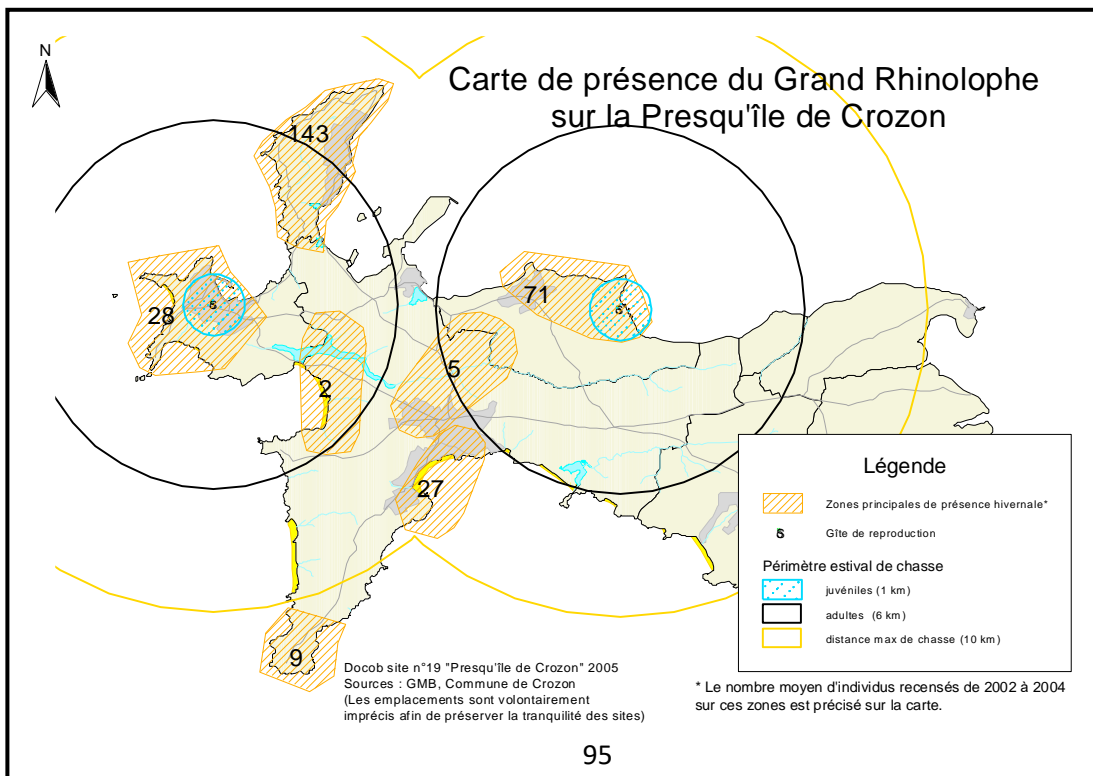 N
Carte de présence du Grand Rhinolophe
sur la Presqu'île de Crozon
143
28
71
2
5
27
9
Légende
Zones principales de présence hivernale*
Gîte de reproduction
Périmètre estival de chasse
juvéniles (1 km)
adultes (6 km)
distance max de chasse (10 km)
Docob site n°19 "Presqu'île de Crozon" 2005
Sources : GMB, Commune de Crozon
(Les emplacements sont volontairement
imprécis afin de préserver la tranquilité des sites)
* Le nombre moyen d'individus recensés de 2002 à 2004
sur ces zones est précisé sur la carte.
95